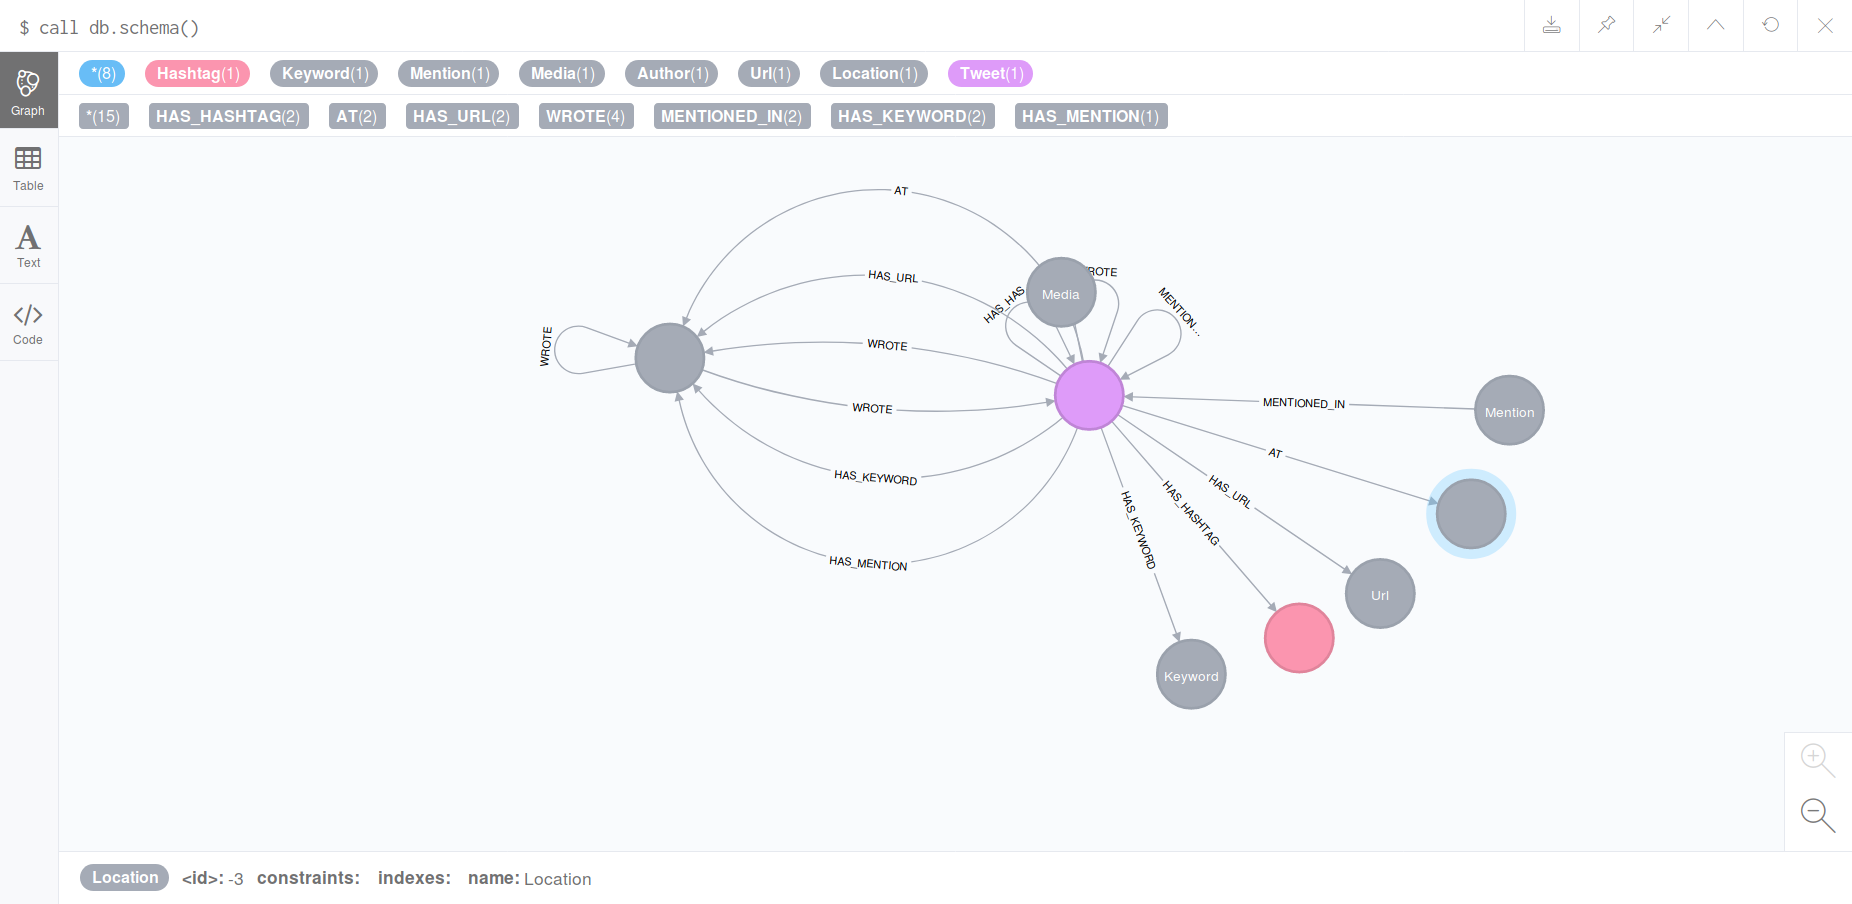 $ call db.schema()
Graph
Table
Text
Code
*(8) Hashtag(1) Keyword(1) Mention(1) Media(1) Author(1) Url(1) Location(1) Tweet(1)
*(15) HAS_HASHTAG(2) AT(2) HAS_URL(2) WROTE(4) MENTIONED_IN(2) HAS_KEYWORD(2) HAS_MENTION(1)
AT
HAS_URL
WROTE
WROTE
WROTE
HAS_KEYWORD
HAS_MENTION
HAS_HAS
Media
ROTE
MENTION...
MENTIONED_IN
Mention
AT
HAS_URL
Url
HAS_HASHTAG
HAS_KEYWORD
Keyword
Location <id>: -3 constraints: indexes: name: Location